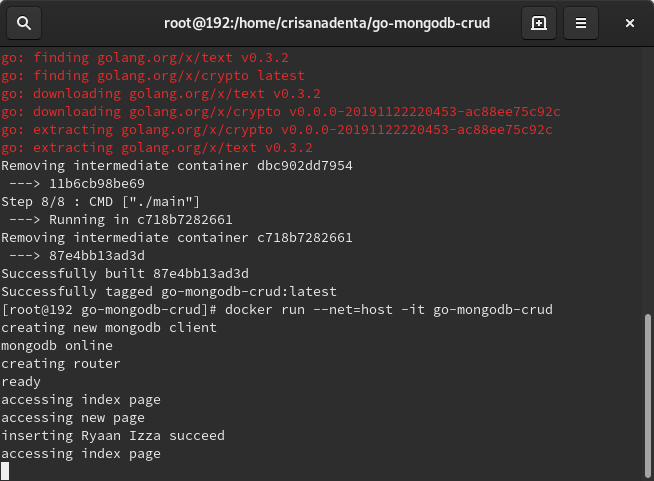 root@192:/home/crisanadenta/go-mongodb-crud
go: finding golang.org/x/text v0.3.2
go: finding golang.org/x/crypto latest
go: downloading golang.org/x/text v0.3.2
go: downloading golang.org/x/crypto v0.0.0-20191122220453-ac88ee75c92c
go: extracting golang.org/x/crypto v0.0.0-20191122220453-ac88ee75c92c
go: extracting golang.org/x/text v0.3.2
Removing intermediate container dbc902dd7954
 ---> 11b6cb98be69
Step 8/8 : CMD ["./main"]
 ---> Running in c718b7282661
Removing intermediate container c718b7282661
 ---> 87e4bb13ad3d
Successfully built 87e4bb13ad3d
Successfully tagged go-mongodb-crud:latest
[root@192 go-mongodb-crud]# docker run --net=host -it go-mongodb-crud
creating new mongodb client
mongodb online
creating router
ready
accessing index page
accessing new page
inserting Ryaan Izza succeed
accessing index page